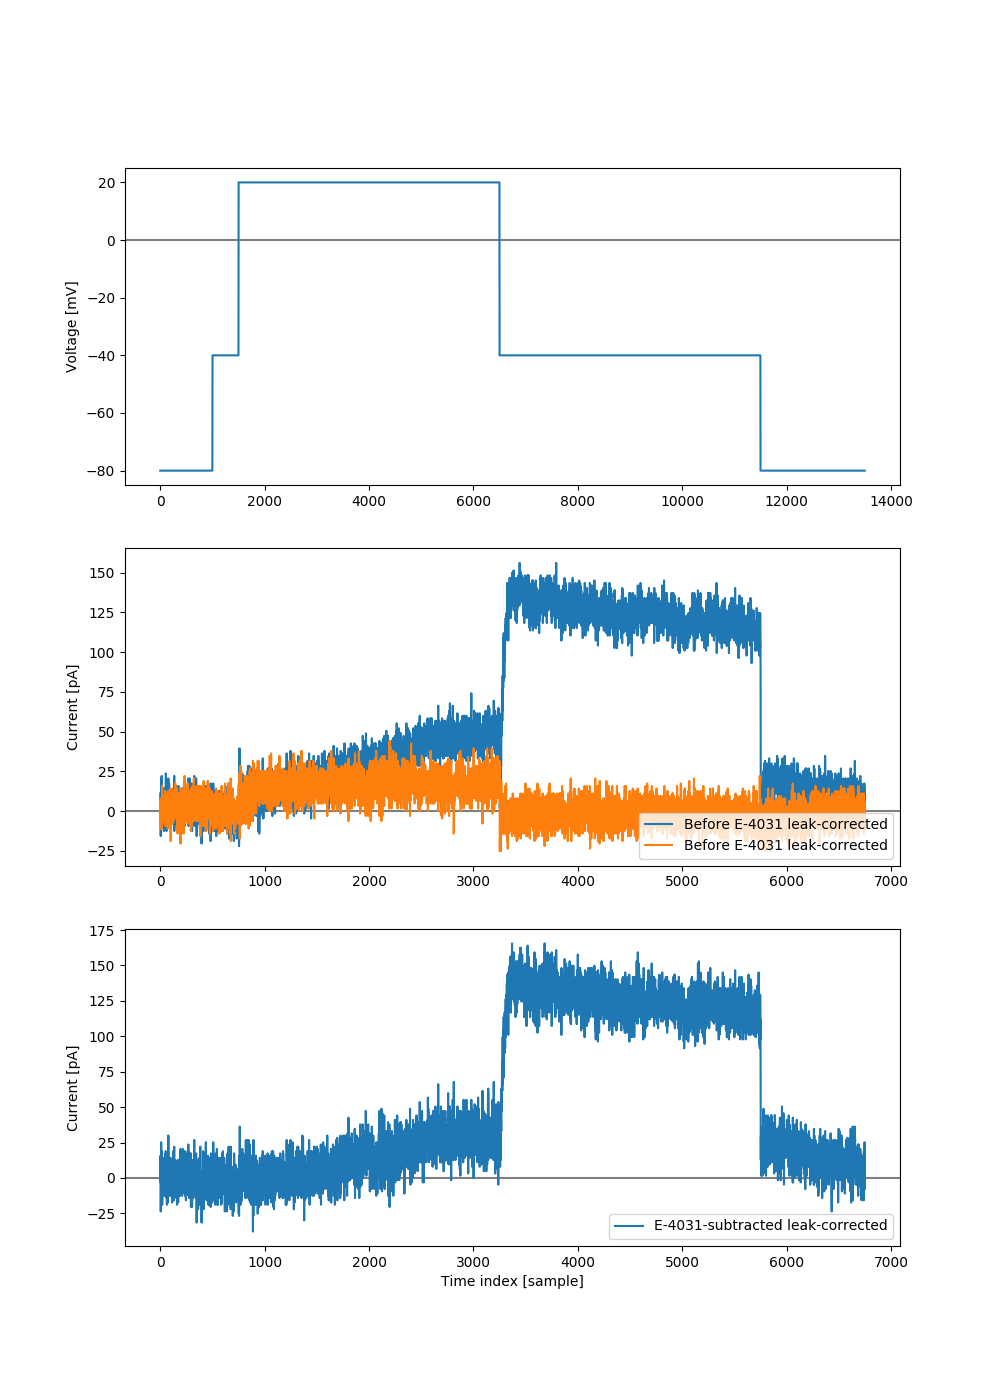 20
0
−20
−40
−60
−80
Voltage [mV]
0 2000 4000 6000 8000 10000 12000 14000
150
125
100
75
50
25
0
−25
Current [pA]
Before E-4031 leak-corrected
Before E-4031 leak-corrected
0 1000 2000 3000 4000 5000 6000 7000
175
150
125
100
75
50
25
0
−25
Current [pA]
E-4031-subtracted leak-corrected
0 1000 2000 3000 4000 5000 6000 7000
Time index [sample]